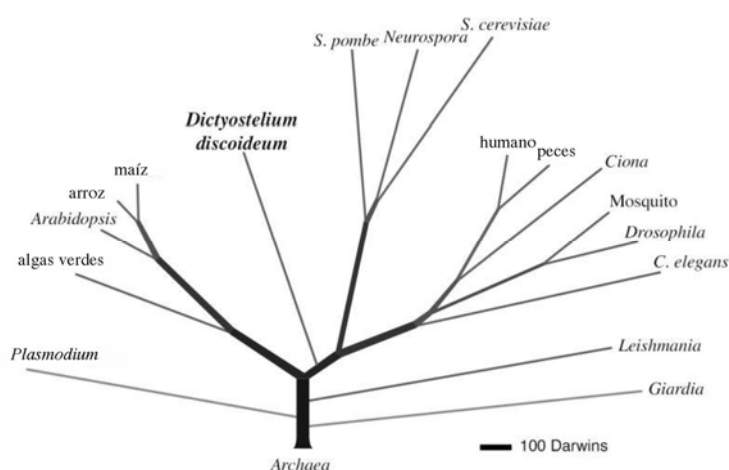 S. cerevisiae
S. pombe Neurospora
Dictyostelium
discoideum
humano
peces
Ciona
maíz
arroz
Mosquito
Arabidopsis
Drosophila
algas verdes
C. elegans
Leishmania
Plasmodium
Giardia
100 Darwins
Archaea